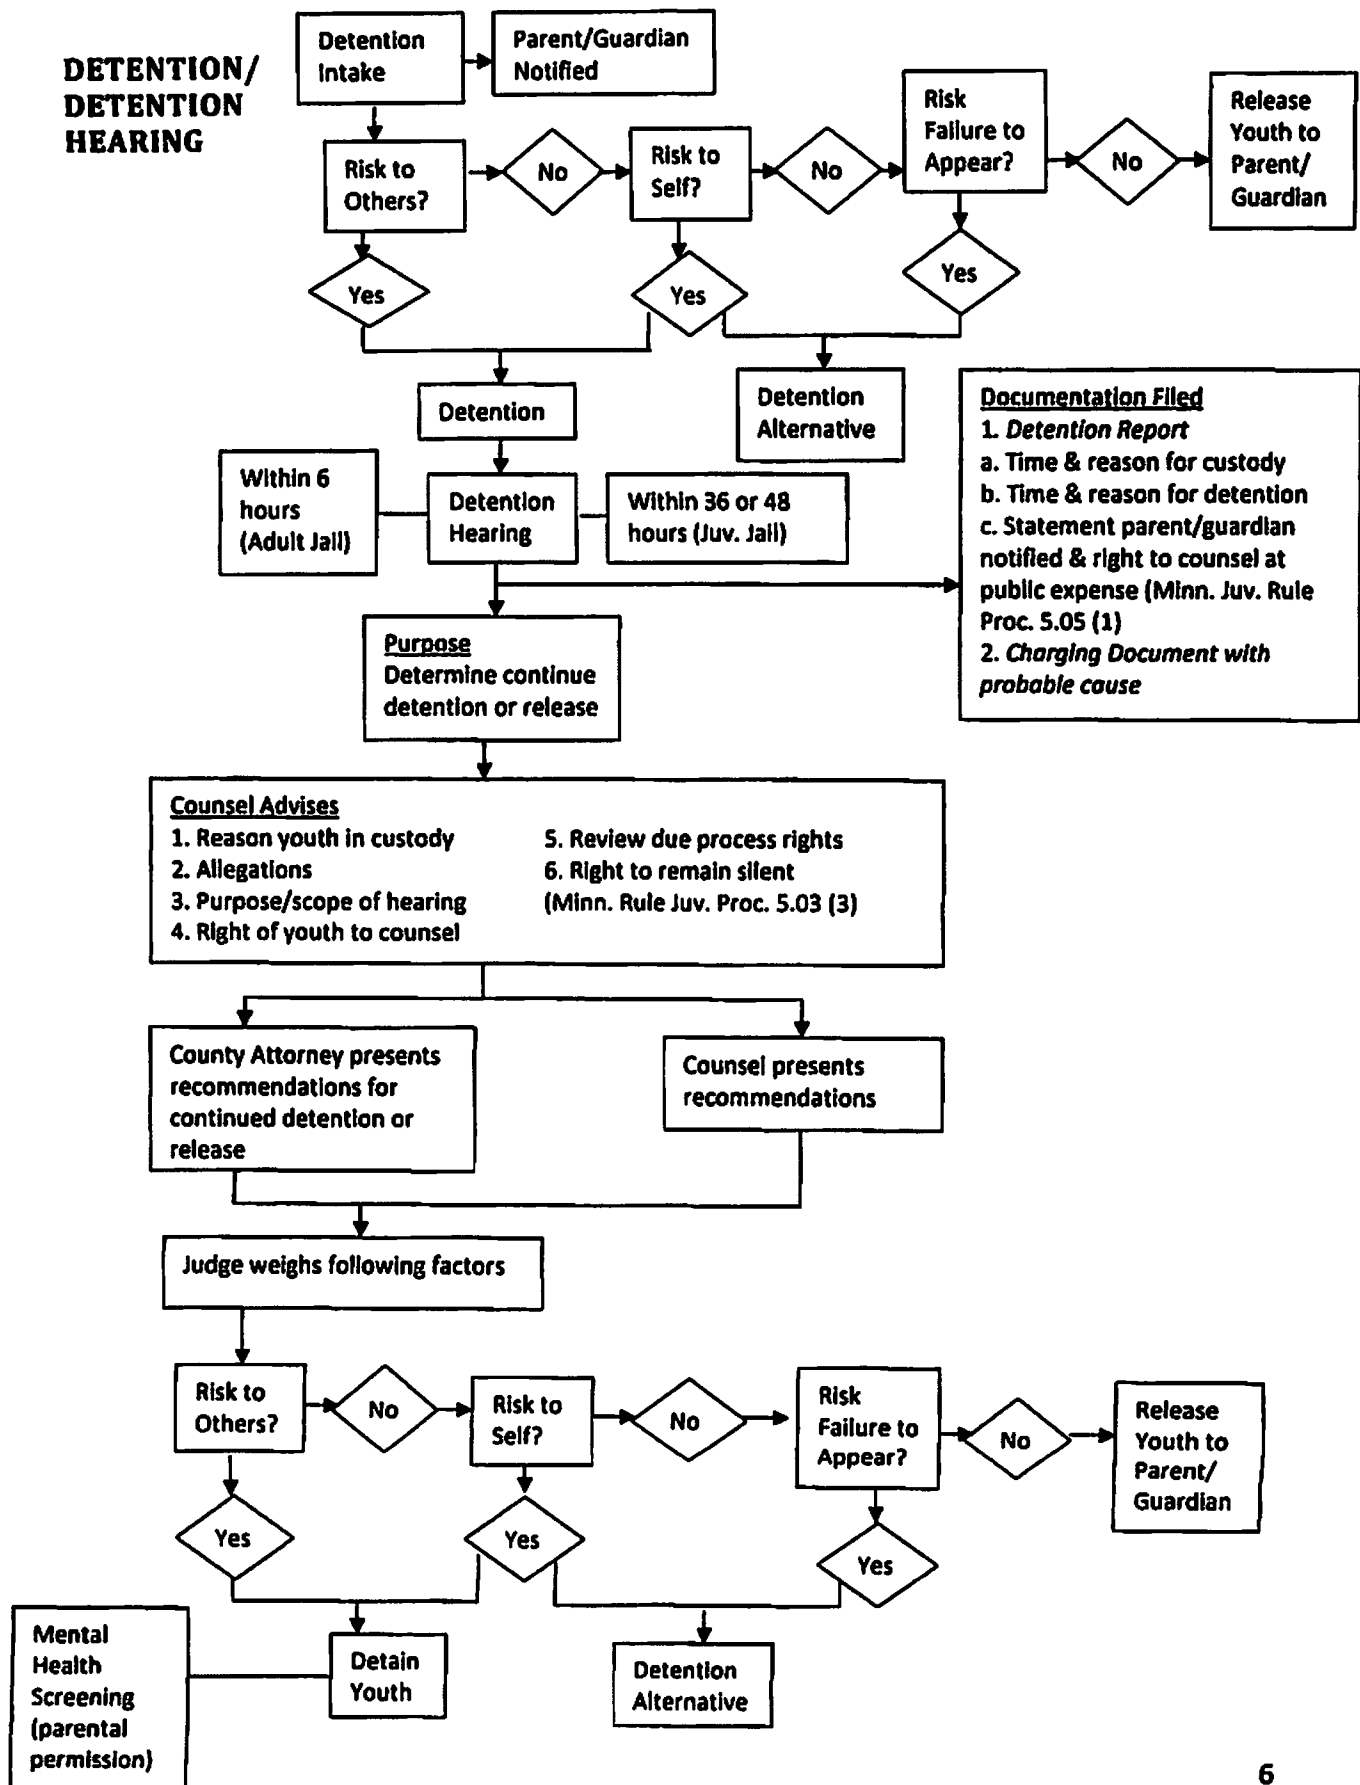 DETENTION/
DETENTION
HEARING
Detention
Intake
Parent/Guardian
Notified
Risk to
Others?
No
Risk to
Self?
No
Risk
Failure to
Appear?
No
Release
Youth to
Parent/
Guardian
Yes
Yes
Yes
Detention
Detention
Alternative
Within 6
hours
(Adult Jail)
Detention
Hearing
Within 36 or 48
hours (Juv. Jail)
Documentation Filed
1. Detention Report
a. Time & reason for custody
b. Time & reason for detention
c. Statement parent/guardian
notified & right to counsel at
public expense (Minn. Juv. Rule
Proc. 5.05 (1)
2. Charging Document with
probable cause
Purpose
Determine continue
detention or release
Counsel Advises
1. Reason youth in custody
2. Allegations
3. Purpose/scope of hearing
4. Right of youth to counsel
5. Review due process rights
6. Right to remain silent
(Minn. Rule Juv. Proc. 5.03 (3)
County Attorney presents
recommendations for
continued detention or
release
Counsel presents
recommendations
Judge weighs following factors
Risk to
Others?
No
Risk to
Self?
No
Risk
Failure to
Appear?
No
Release
Youth to
Parent/
Guardian
Yes
Yes
Yes
Mental
Health
Screening
(parental
permission)
Detain
Youth
Detention
Alternative
6